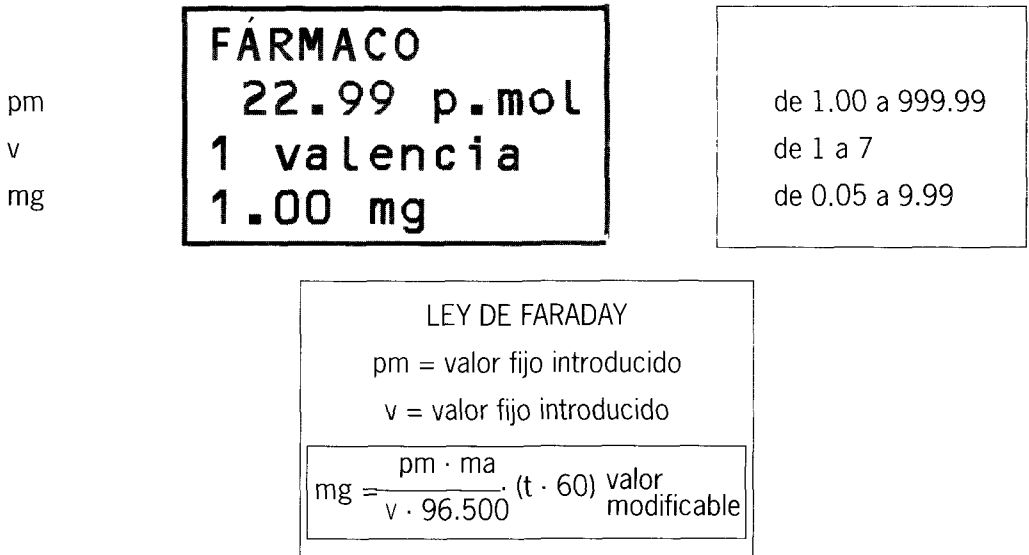 FÁRMACO
pm 22.99 p.mol de 1.00 a 999.99
v 1 valencia de 1 a 7
mg 1.00 mg de 0.05 a 9.99
LEY DE FARADAY
pm = valor fijo introducido
v = valor fijo introducido
mg = pm · ma / v · 96.500 · (t · 60) valor
modificable